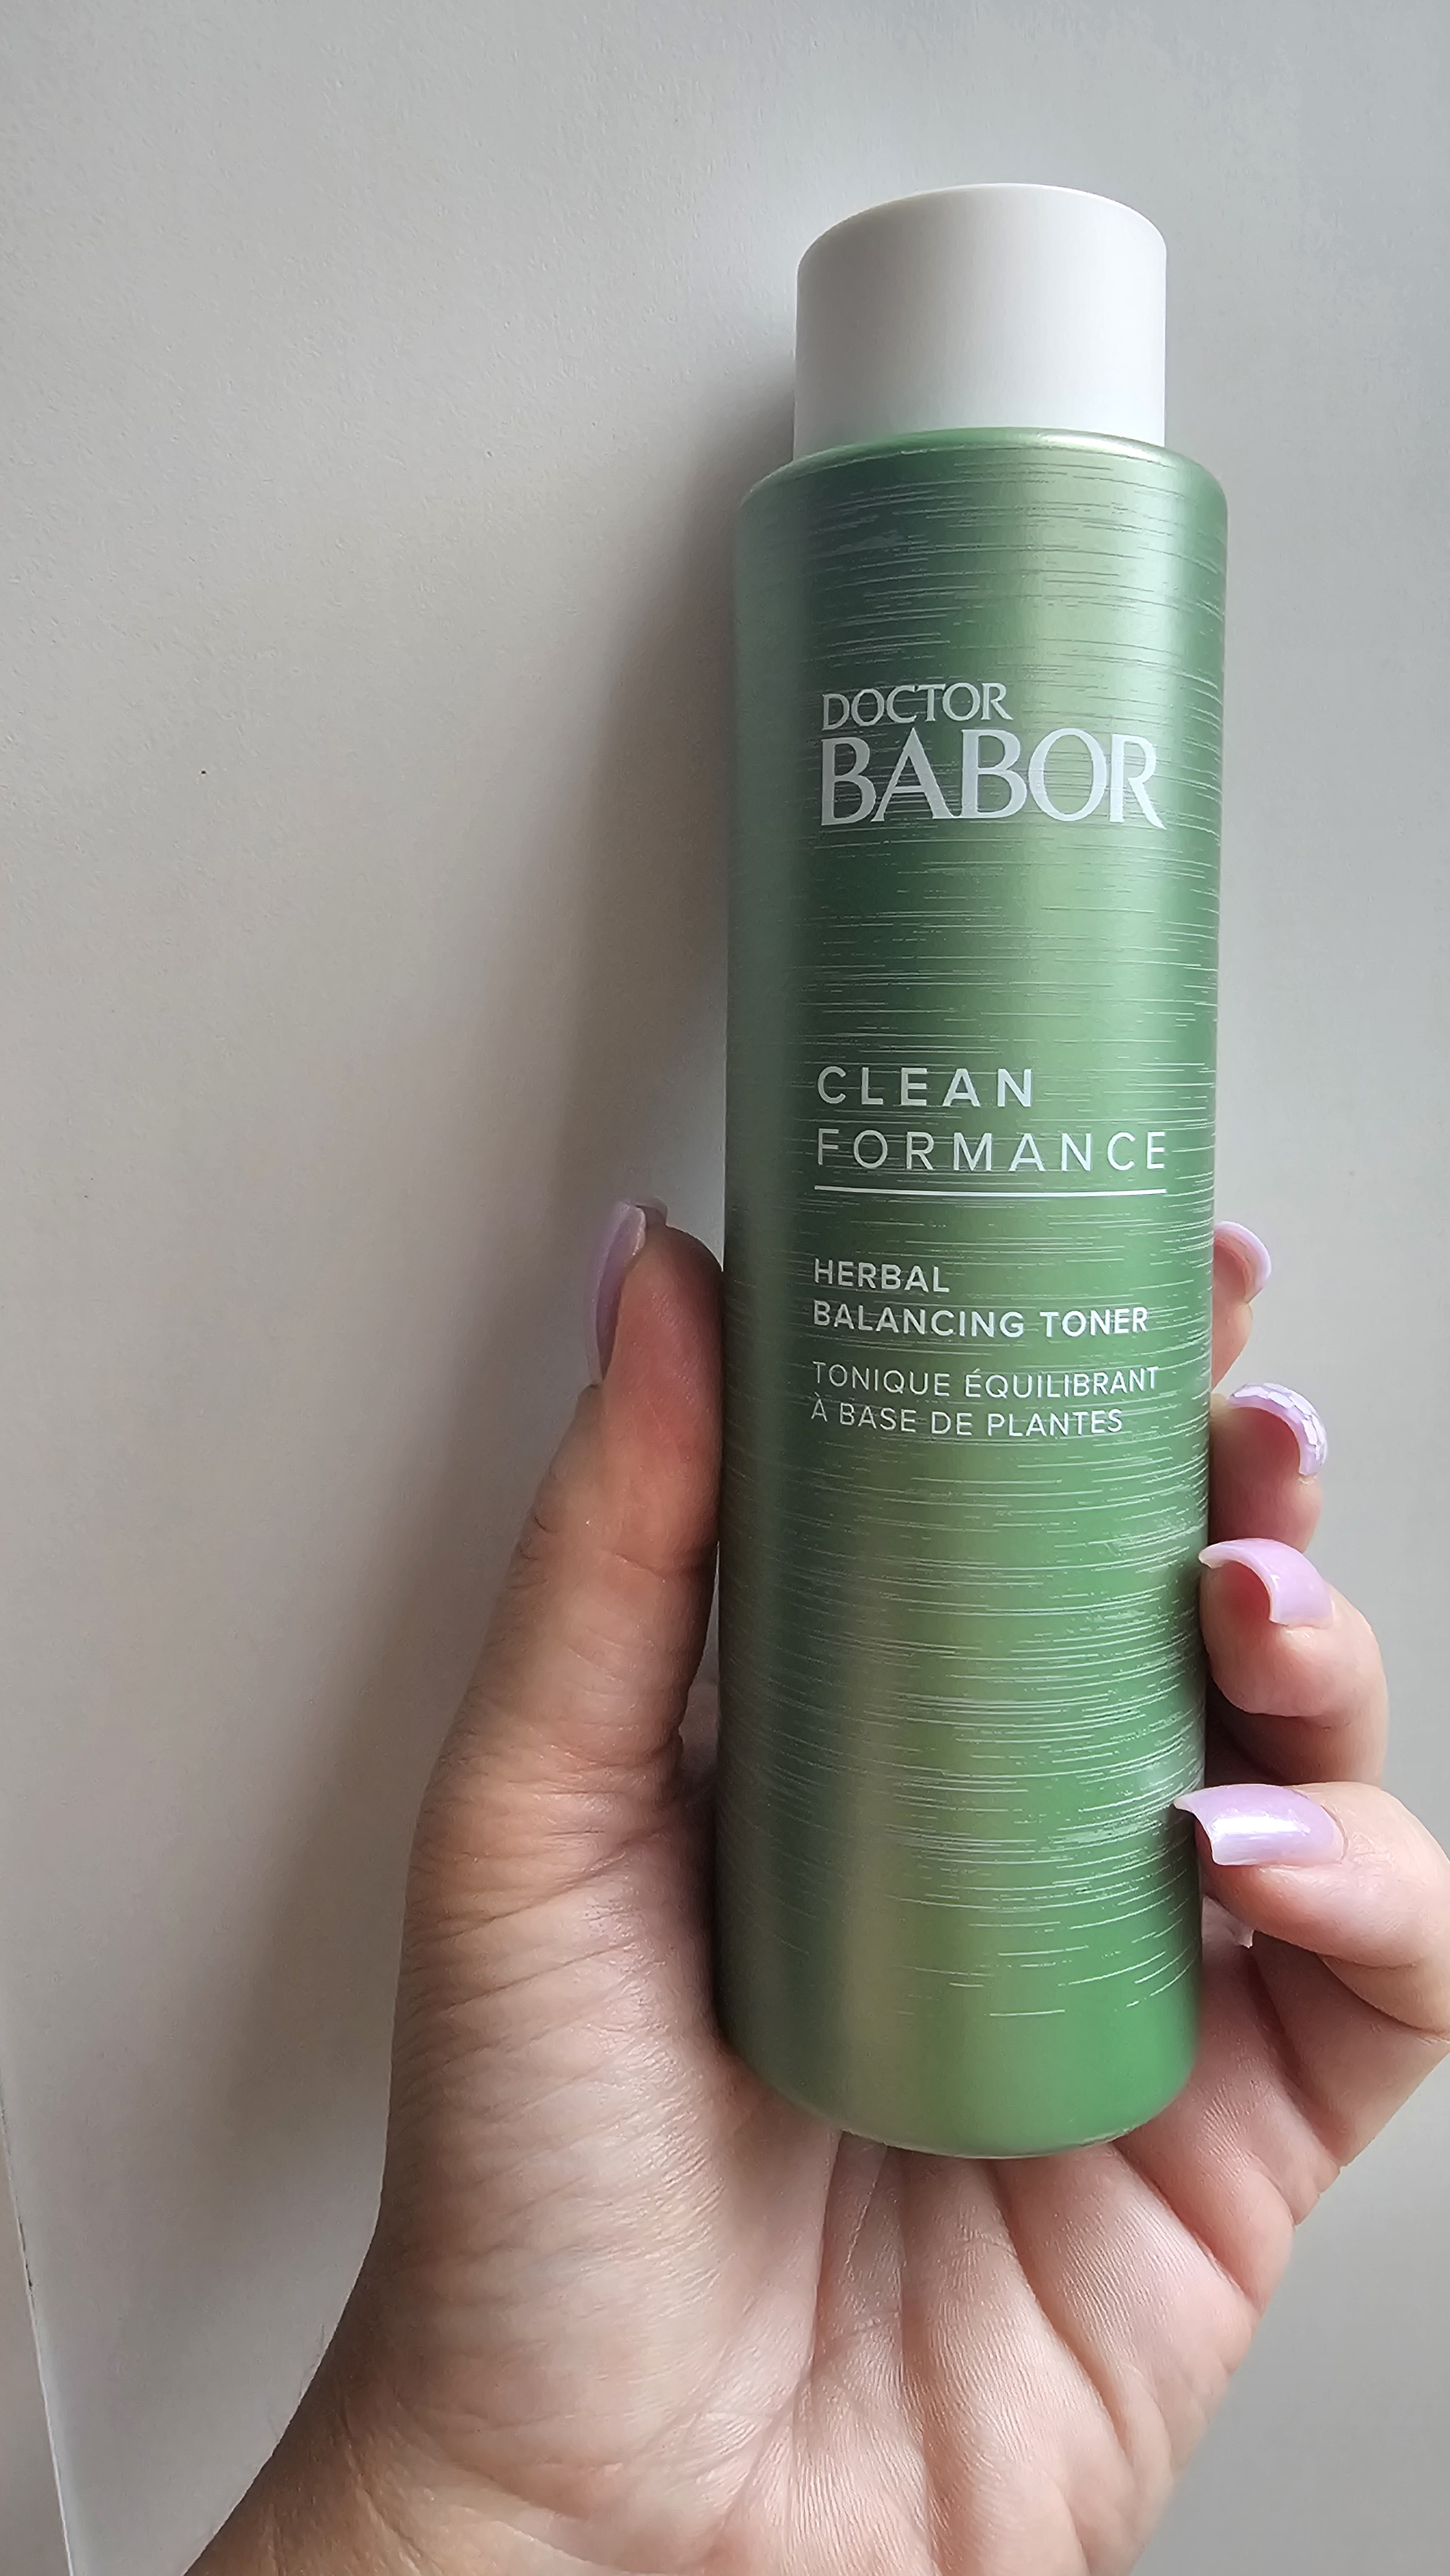 DOCTOR
BABOR
CLEAN
FORMANCE
HERBAL
BALANCING TONER
TONIQUE ÉQUILIBRANT
À BASE DE PLANTES